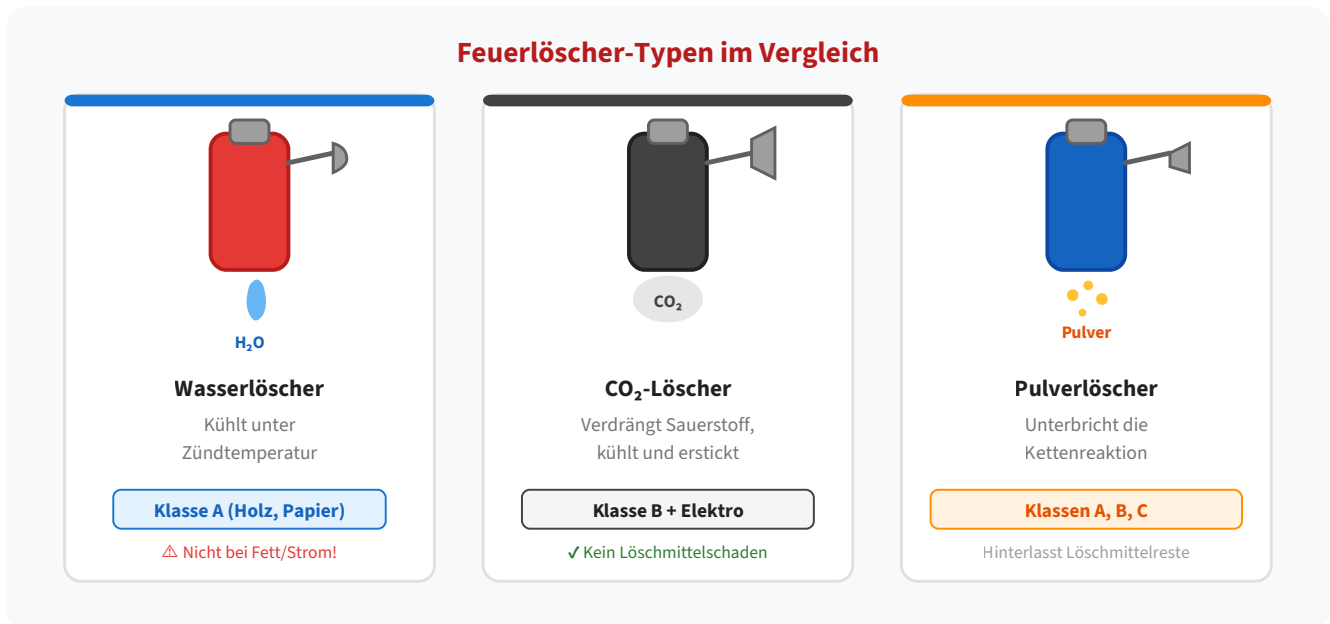 Feuerlöscher-Typen im Vergleich
H₂O
Wasserlöscher
Kühlt unter
Zündtemperatur
Klasse A (Holz, Papier)
⚠ Nicht bei Fett/Strom!
CO₂
CO₂-Löscher
Verdrängt Sauerstoff,
kühlt und erstickt
Klasse B + Elektro
✓ Kein Löschmittelschaden
Pulver
Pulverlöscher
Unterbricht die
Kettenreaktion
Klassen A, B, C
Hinterlasst Löschmittelreste